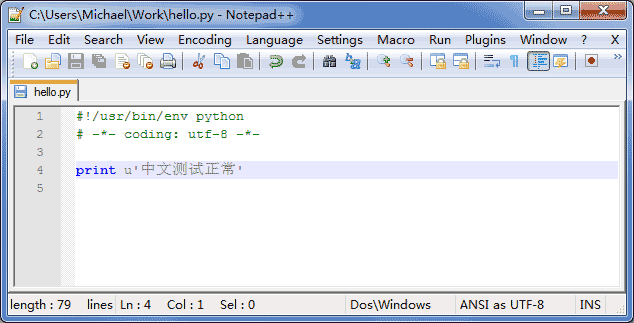 C:\Users\Michael\Work\hello.py - Notepad++
File Edit Search View Encoding Language Settings Macro Run Plugins Window ? X
hello.py
1 #!/usr/bin/env python
2 # -*- coding: utf-8 -*-
3
4 print u'中文测试正常'
5
length : 79 lines Ln : 4 Col : 1 Sel : 0 Dos\Windows ANSI as UTF-8 INS